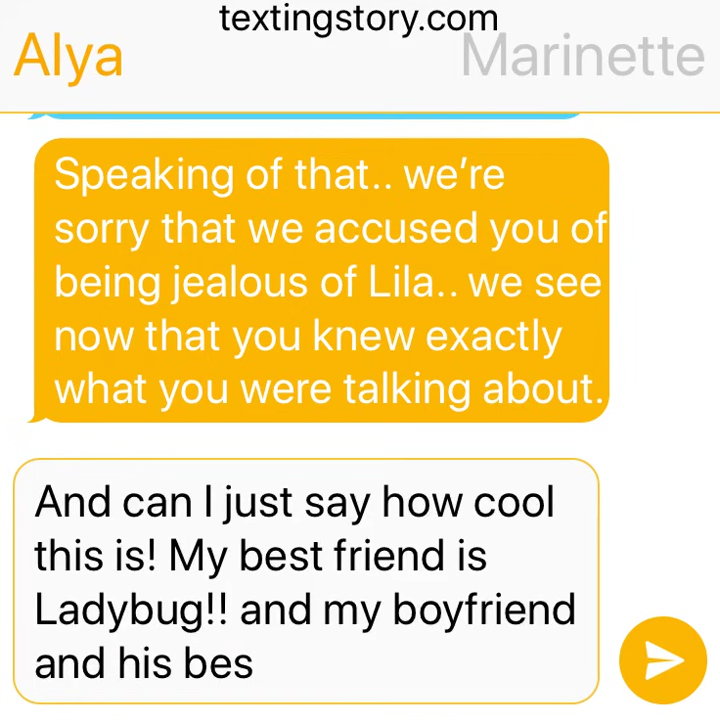 textingstory.com
Alya
Marinette
Speaking of that.. we’re
sorry that we accused you of
being jealous of Lila.. we see
now that you knew exactly
what you were talking about.
And can I just say how cool
this is! My best friend is
Ladybug!! and my boyfriend
and his bes